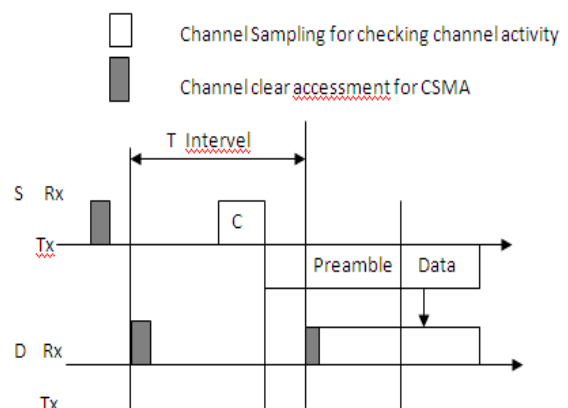 Channel Sampling for checking channel activity
Channel clear accessment for CSMA
T Intervel
S Rx
C
Tx
Preamble Data
D Rx
Tx